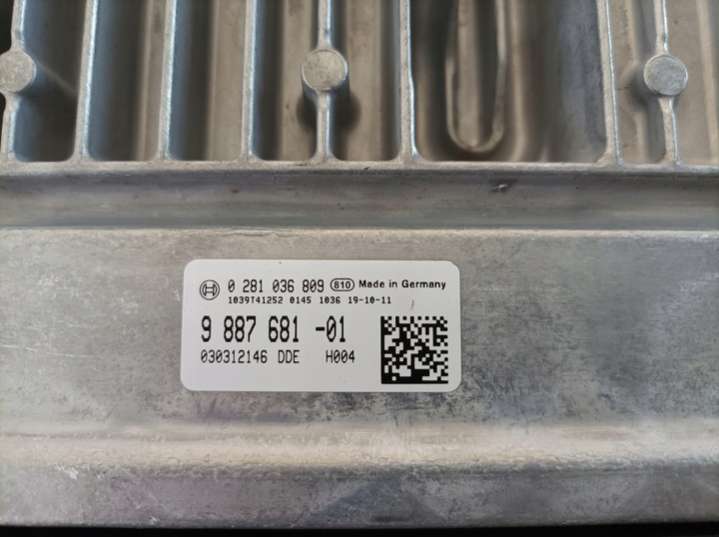 0 281 036 809 810 Made in Germany
1039T41252 0145 1036 19-10-11
9 887 681 -01
030312146 DDE H004